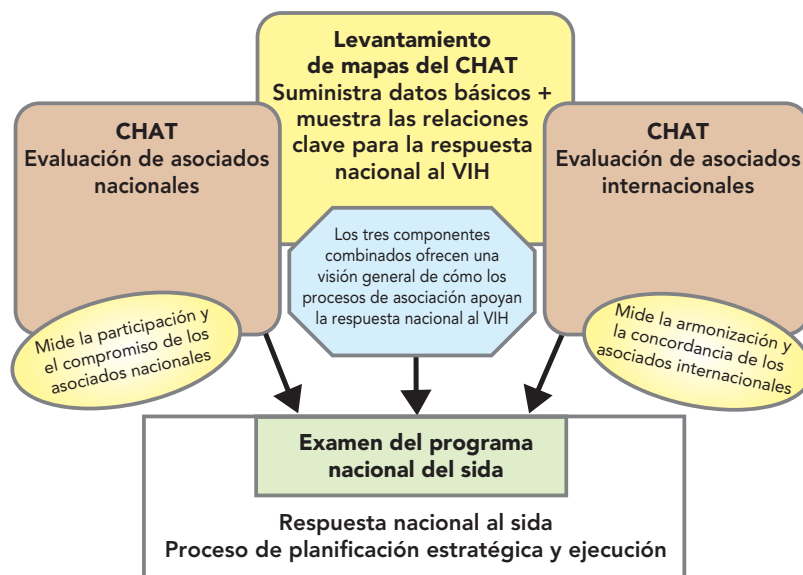 Levantamiento
de mapas del CHAT
Suministra datos básicos +
muestra las relaciones
clave para la respuesta
nacional al VIH
CHAT
Evaluación de asociados
nacionales
CHAT
Evaluación de asociados
internacionales
Los tres componentes
combinados ofrecen una
visión general de cómo los
procesos de asociación apoyan
la respuesta nacional al VIH
Mide la participación y
el compromiso de los
asociados nacionales
Mide la armonización y
la concordancia de los
asociados internacionales
Examen del programa
nacional del sida
Respuesta nacional al sida
Proceso de planificación estratégica y ejecución